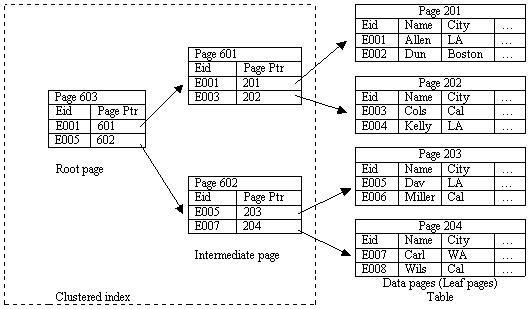 Page 603
Eid Page Ptr
E001 601
E005 602
Root page
Page 601
Eid Page Ptr
E001 201
E003 202
Page 602
Eid Page Ptr
E005 203
E007 204
Intermediate page
Clustered index
Page 201
Eid Name City ...
E001 Allen LA ...
E002 Dun Boston ...
Page 202
Eid Name City ...
E003 Cols Cal ...
E004 Kelly LA ...
Page 203
Eid Name City ...
E005 Dav LA ...
E006 Miller Cal ...
Page 204
Eid Name City ...
E007 Carl WA ...
E008 Wils Cal ...
Data pages (Leaf pages)
Table